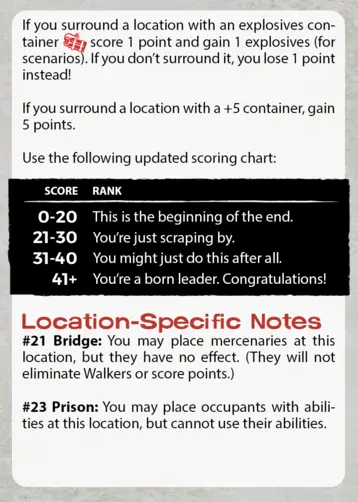 If you surround a location with an explosives con-
tainer score 1 point and gain 1 explosives (for
scenarios). If you don't surround it, you lose 1 point
instead!
If you surround a location with a +5 container, gain
5 points.
Use the following updated scoring chart:
SCORE RANK
0-20 This is the beginning of the end.
21-30 You're just scraping by.
31-40 You might just do this after all.
41+ You're a born leader. Congratulations!
Location-Specific Notes
#21 Bridge: You may place mercenaries at this
location, but they have no effect. (They will not
eliminate Walkers or score points.)
#23 Prison: You may place occupants with abili-
ties at this location, but cannot use their abilities.